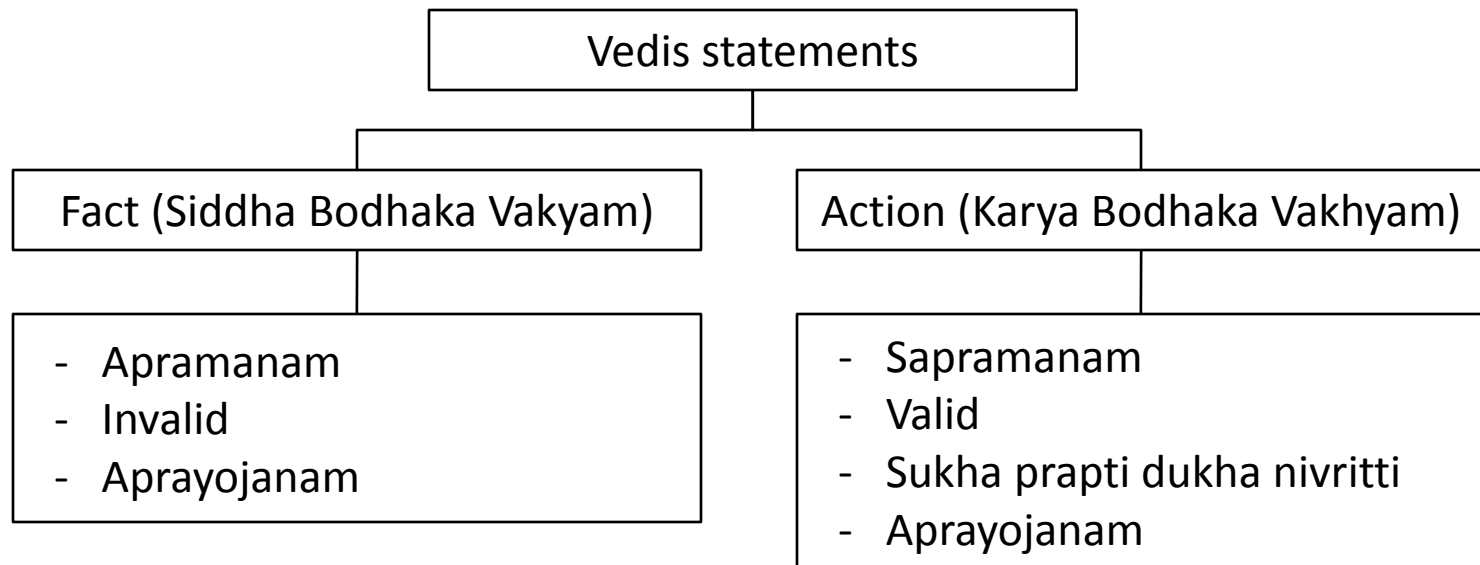 Vedis statements
Fact (Siddha Bodhaka Vakyam)
Action (Karya Bodhaka Vakhyam)
- Apramanam
- Invalid
- Aprayojanam
- Sapramanam
- Valid
- Sukha prapti dukha nivritti
- Aprayojanam